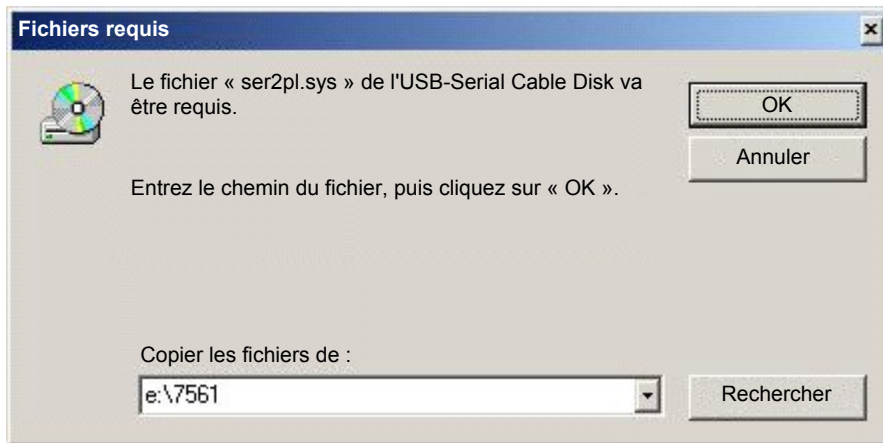 Fichiers requis
Le fichier « ser2pl.sys » de l'USB-Serial Cable Disk va
être requis.
OK
Annuler
Entrez le chemin du fichier, puis cliquez sur « OK ».
Copier les fichiers de :
e:\7561
Rechercher